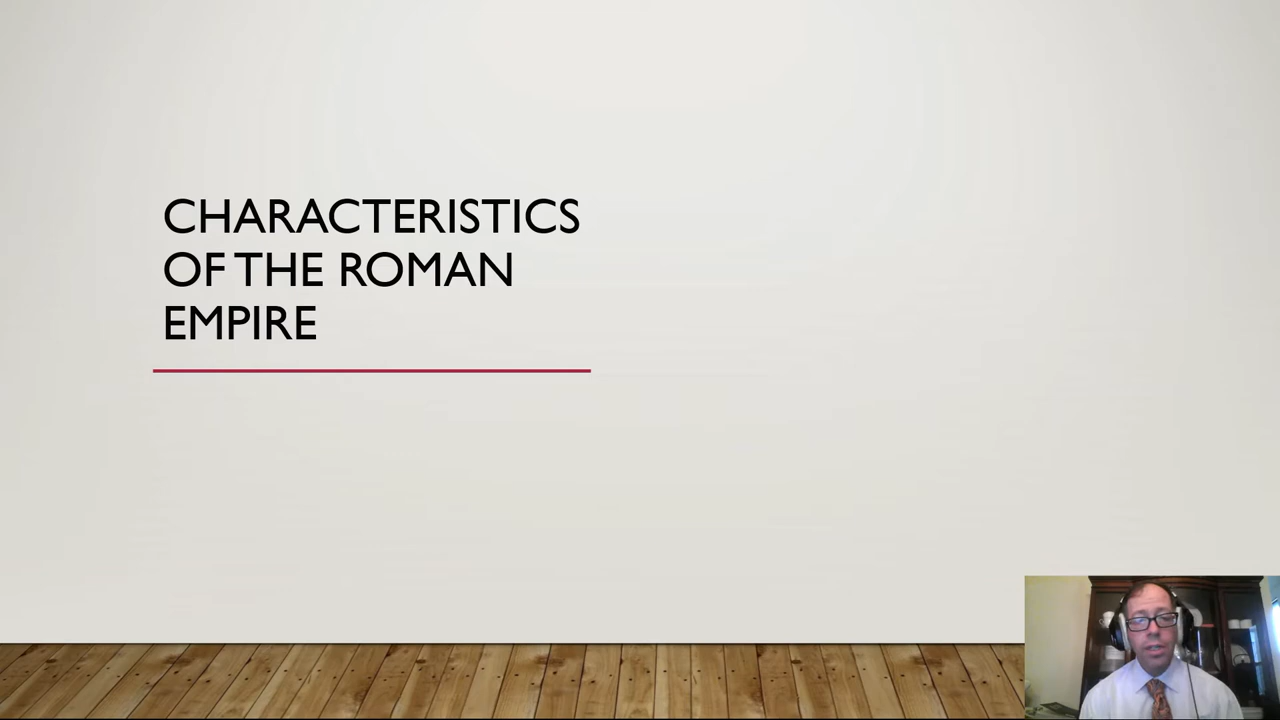 CHARACTERISTICS
OF THE ROMAN
EMPIRE